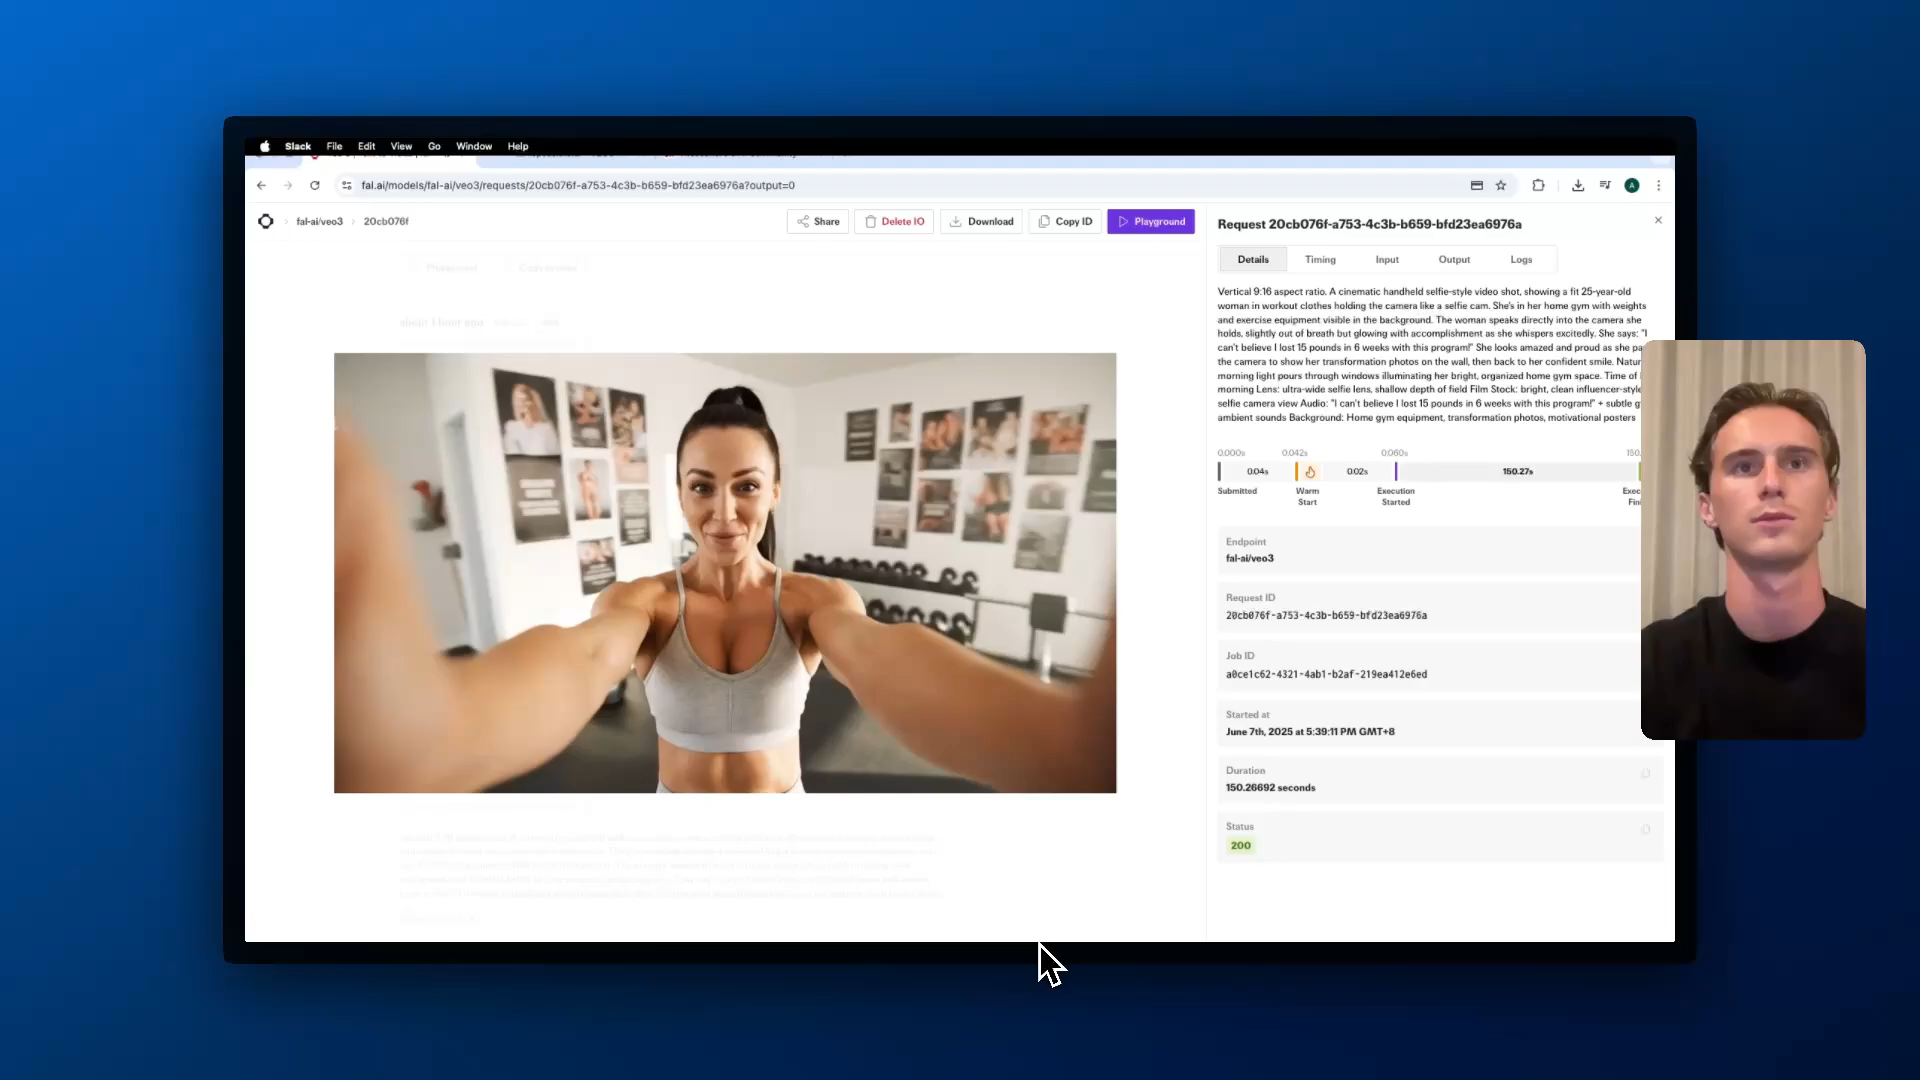 Slack File Edit View Go Window Help
fal.ai/models/fal-ai/veo3/requests/20cb076f-a753-4c3b-b659-bfd23ea6976a?output=0
A
fal-ai/veo3 20cb076f
Share Delete IO Download Copy ID Playground
Request 20cb076f-a753-4c3b-b659-bfd23ea6976a
Details Timing Input Output Logs
Vertical 9:16 aspect ratio. A cinematic handheld selfie-style video shot, showing a fit 25-year-old
woman in workout clothes holding the camera like a selfie cam. She's in her home gym with weights
and exercise equipment visible in the background. The woman speaks directly into the camera she
holds, slightly out of breath but glowing with accomplishment as she whispers excitedly. She says: "I
can't believe I lost 15 pounds in 6 weeks with this program!" She looks amazed and proud as she pa
the camera to show her transformation photos on the wall, then back to her confident smile. Natur
morning light pours through windows illuminating her bright, organized home gym space. Time of
morning Lens: ultra-wide selfie lens, shallow depth of field Film Stock: bright, clean influencer-style
selfie camera view Audio: "I can't believe I lost 15 pounds in 6 weeks with this program!" + subtle g
ambient sounds Background: Home gym equipment, transformation photos, motivational posters
0.000s 0.042s 0.060s 150.
0.04s 0.02s 150.27s
Submitted Warm Start Execution Started Exec Fin
Endpoint
fal-ai/veo3
Request ID
20cb076f-a753-4c3b-b659-bfd23ea6976a
Job ID
a0ce1c62-4321-4ab1-b2af-219ea412e6ed
Started at
June 7th, 2025 at 5:39:11 PM GMT+8
Duration
150.26692 seconds
Status
200